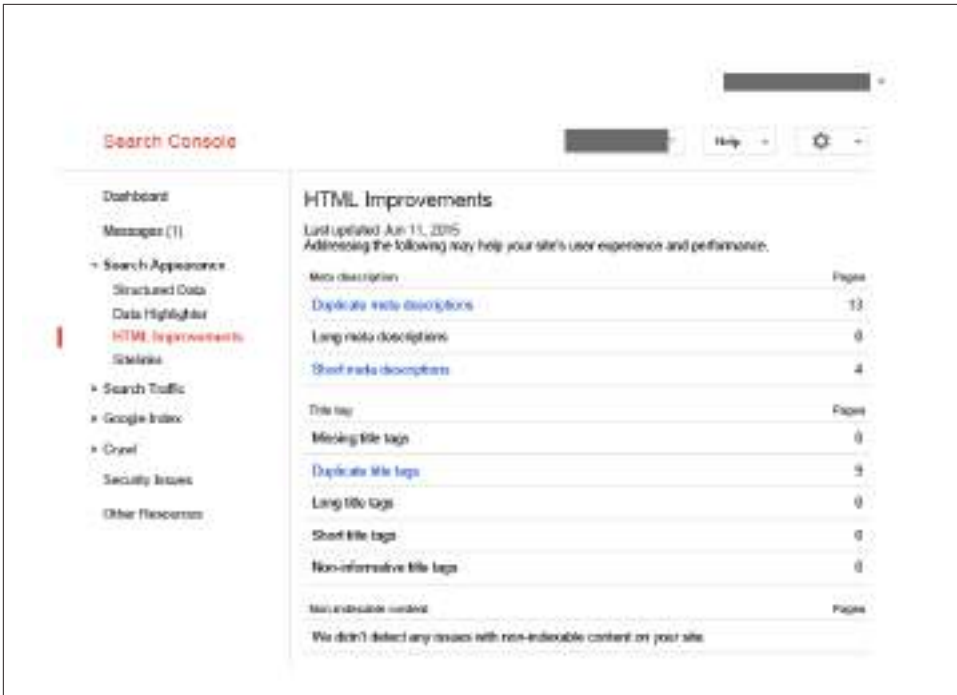 Search Console
Help
Dashboard
Messages (1)
Search Appearance
Structured Data
Data Highlighter
HTML Improvements
Sitelinks
Search Traffic
Google Index
Crawl
Security Issues
Other Resources
HTML Improvements
Last updated Jun 11, 2015
Addressing the following may help your site's user experience and performance.
Meta description Pages
Duplicate meta descriptions 13
Long meta descriptions 0
Short meta descriptions 4
Title tag Pages
Missing title tags 0
Duplicate title tags 9
Long title tags 0
Short title tags 0
Non-informative title tags 0
Non-indexable content Pages
We didn't detect any issues with non-indexable content on your site.